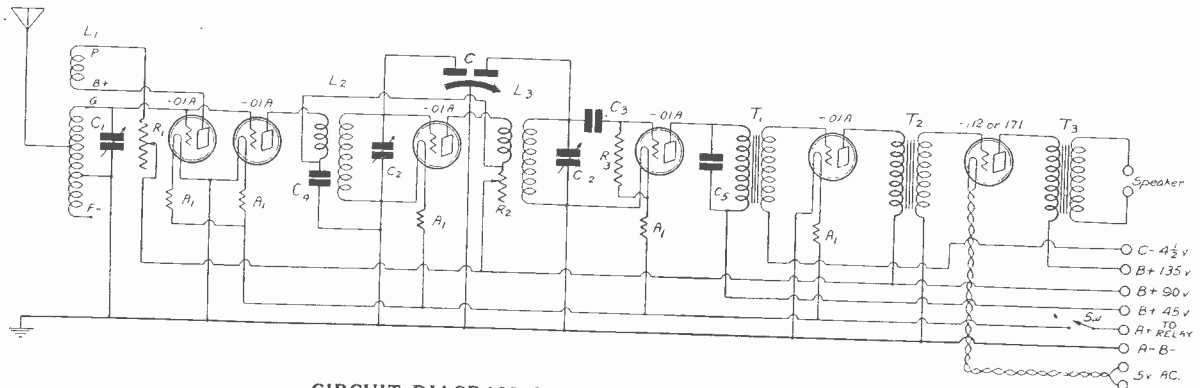 L1
P
B+
G
C1
F-
R1
-01A
-01A
A1
A1
L2
C4
C2
C
-01A
L3
A1
R2
C2
C3
R3
-01A
A1
C5
T1
-01A
A1
T2
-112 or 171
T3
Speaker
C- 4½ v
B+ 135 v
B+ 90 v
B+ 45 v
Sw
A+ TO RELAY
A- B-
5v AC.